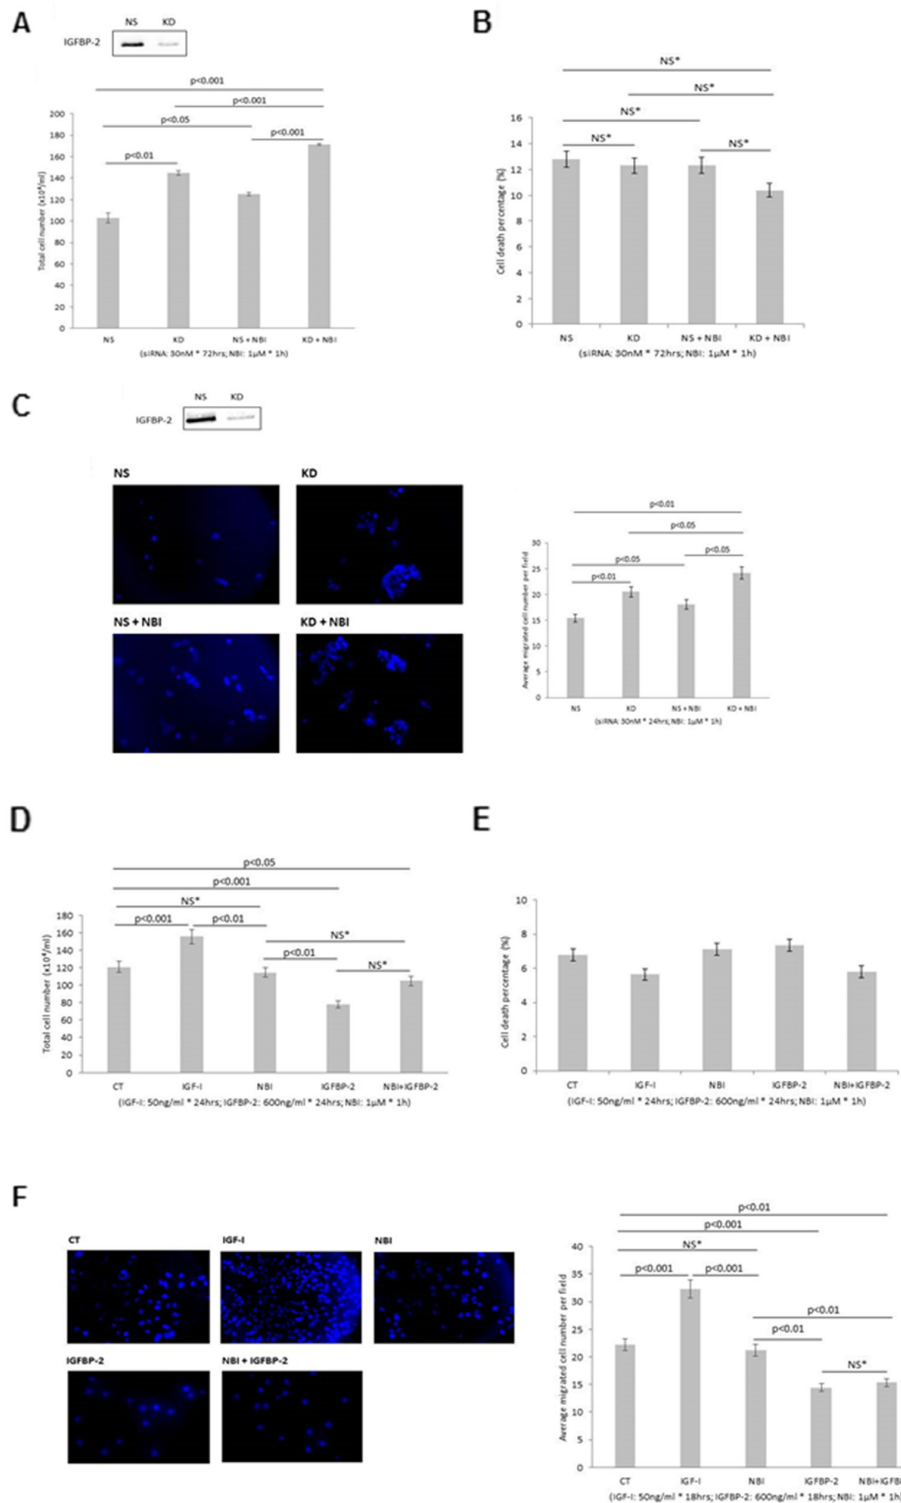 A
NS KD
IGFBP-2
p<0.001
p<0.001
p<0.05
p<0.001
p<0.01
Total cell number (x10⁴/ml)
200
180
160
140
120
100
80
60
40
20
0
NS KD NS + NBI KD + NBI
(siRNA: 30nM * 72hrs; NBI: 1µM * 1h)
B
NS*
NS*
NS*
NS* NS*
Cell death percentage (%)
16
14
12
10
8
6
4
2
0
NS KD NS + NBI KD + NBI
(siRNA: 30nM * 72hrs; NBI: 1µM * 1h)
C
NS KD
IGFBP-2
NS KD
NS + NBI KD + NBI
p<0.01
p<0.05
p<0.05 p<0.05
p<0.01
Average migrated cell number per field
30
25
20
15
10
5
0
NS KD NS + NBI KD + NBI
(siRNA: 30nM * 24hrs; NBI: 1µM * 1h)
D
p<0.05
p<0.001
NS*
p<0.001 p<0.01
NS*
p<0.01
NS*
Total cell number (x10⁴/ml)
180
160
140
120
100
80
60
40
20
0
CT IGF-I NBI IGFBP-2 NBI+IGFBP-2
(IGF-I: 50ng/ml * 24hrs; IGFBP-2: 600ng/ml * 24hrs; NBI: 1µM * 1h)
E
Cell death percentage (%)
10
8
6
4
2
0
CT IGF-I NBI IGFBP-2 NBI+IGFBP-2
(IGF-I: 50ng/ml * 24hrs; IGFBP-2: 600ng/ml * 24hrs; NBI: 1µM * 1h)
F
CT IGF-I NBI
IGFBP-2 NBI + IGFBP-2
p<0.01
p<0.001
NS*
p<0.001 p<0.001
p<0.01
p<0.01
NS*
Average migrated cell number per field
40
35
30
25
20
15
10
5
0
CT IGF-I NBI IGFBP-2 NBI+IGFBI
(IGF-I: 50ng/ml * 18hrs; IGFBP-2: 600ng/ml * 18hrs; NBI: 1µM * 1h)